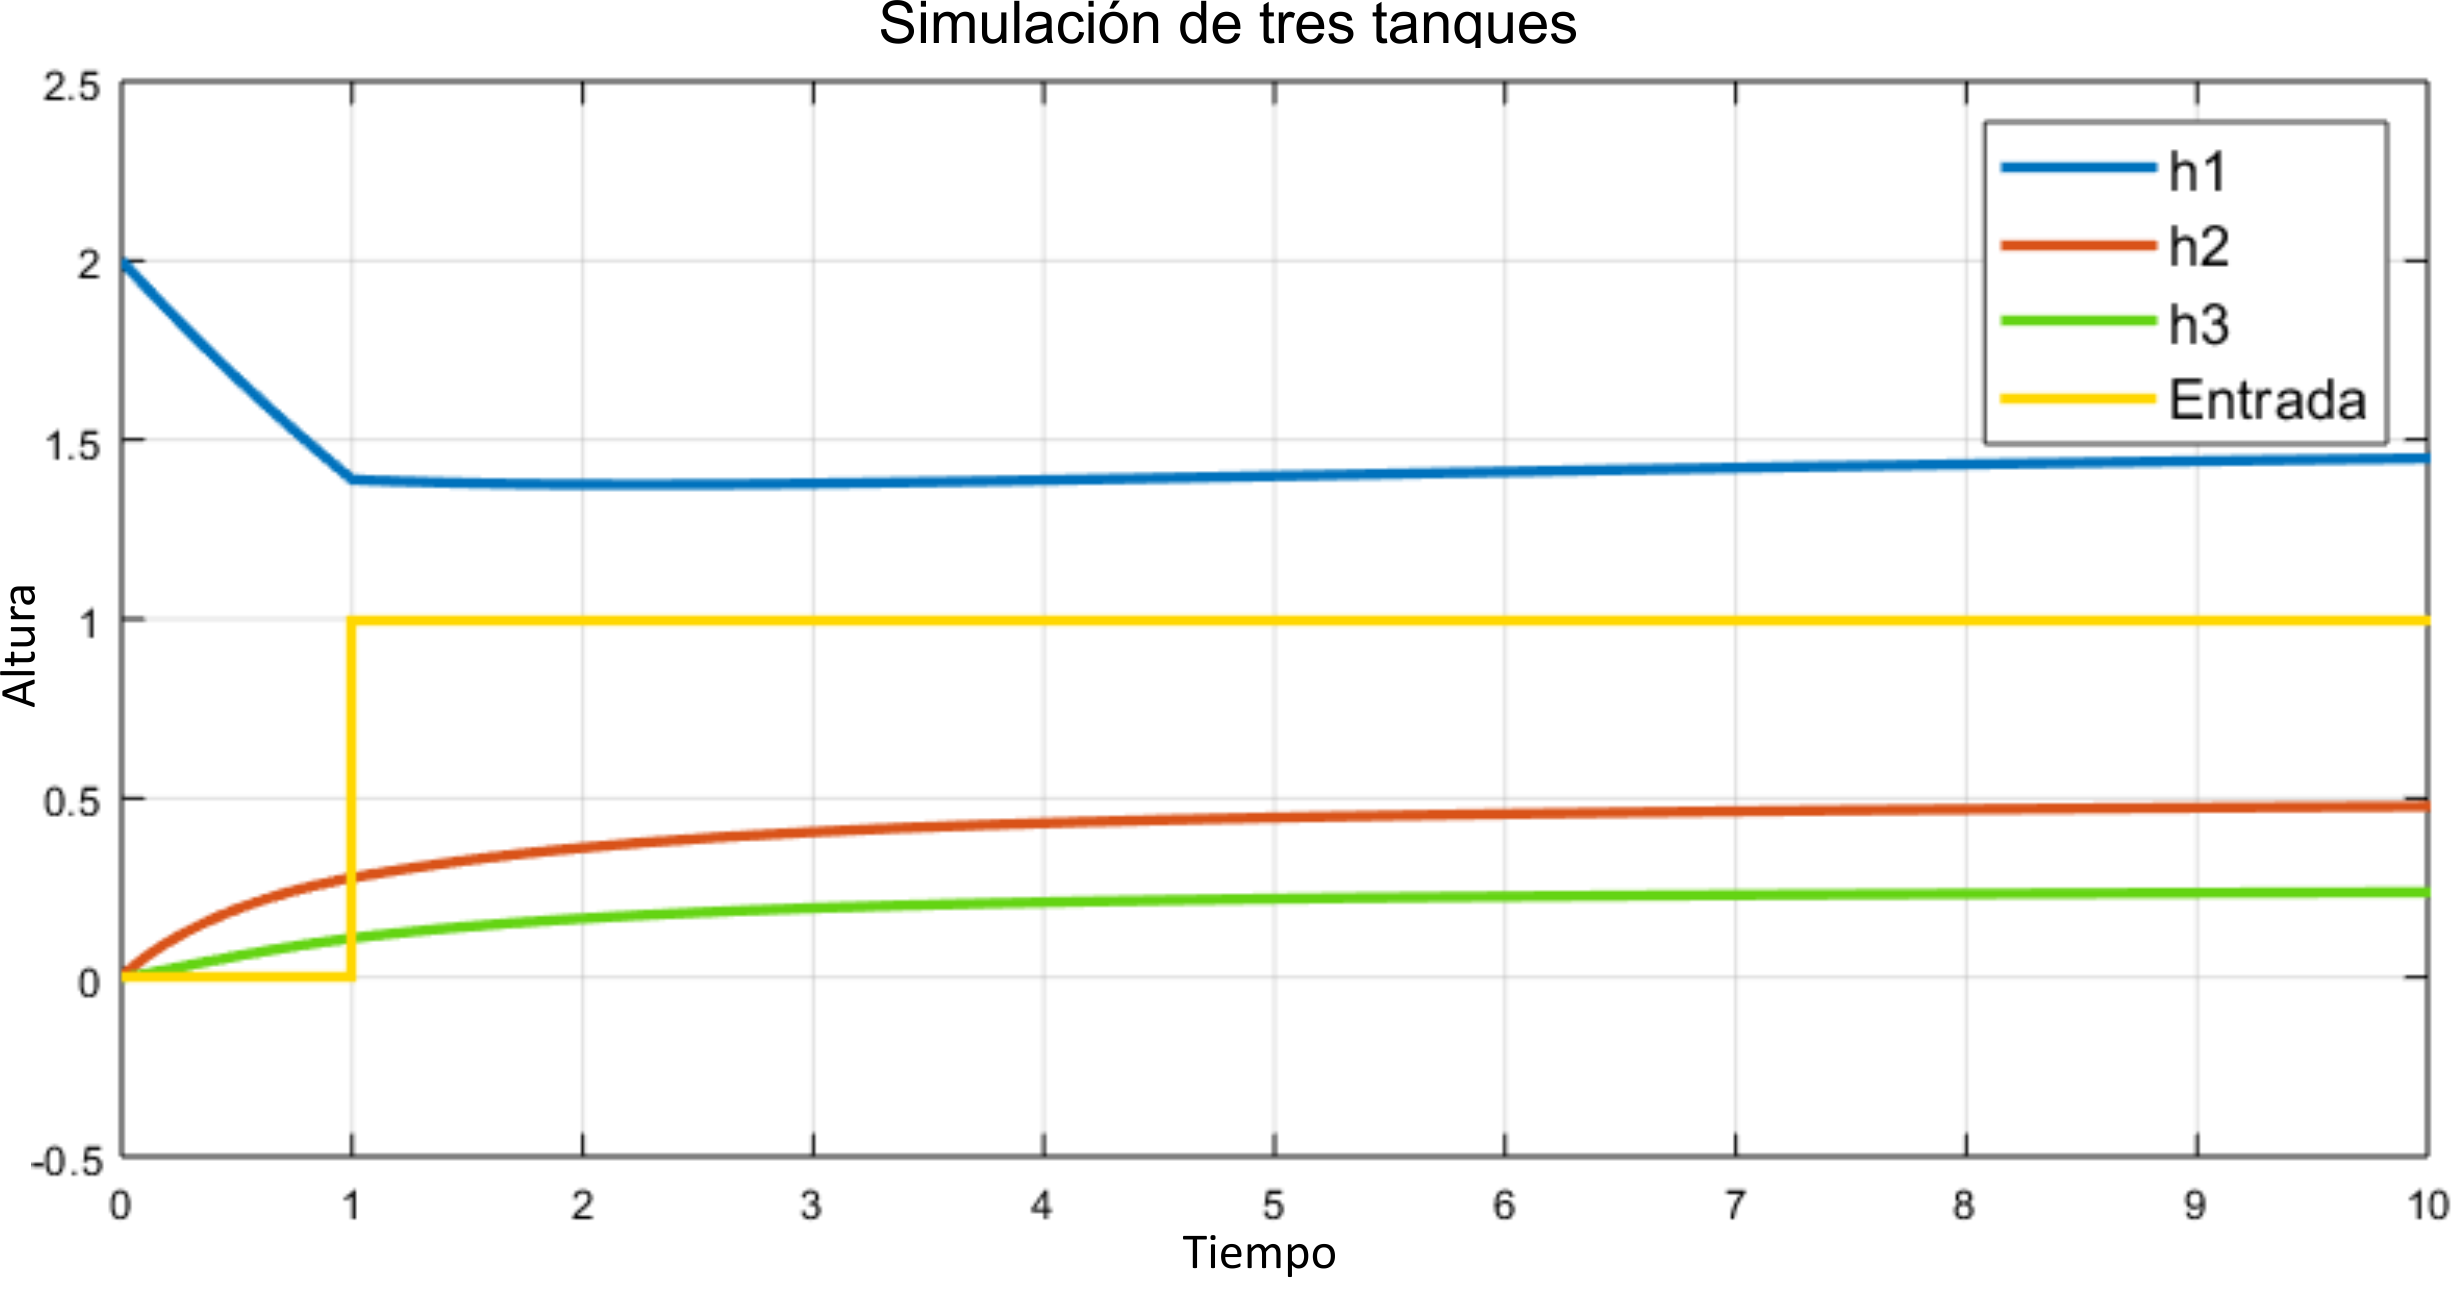 Simulación de tres tanques
2.5
2
1.5
1
0.5
0
-0.5
Altura
h1
h2
h3
Entrada
0 1 2 3 4 5 6 7 8 9 10
Tiempo